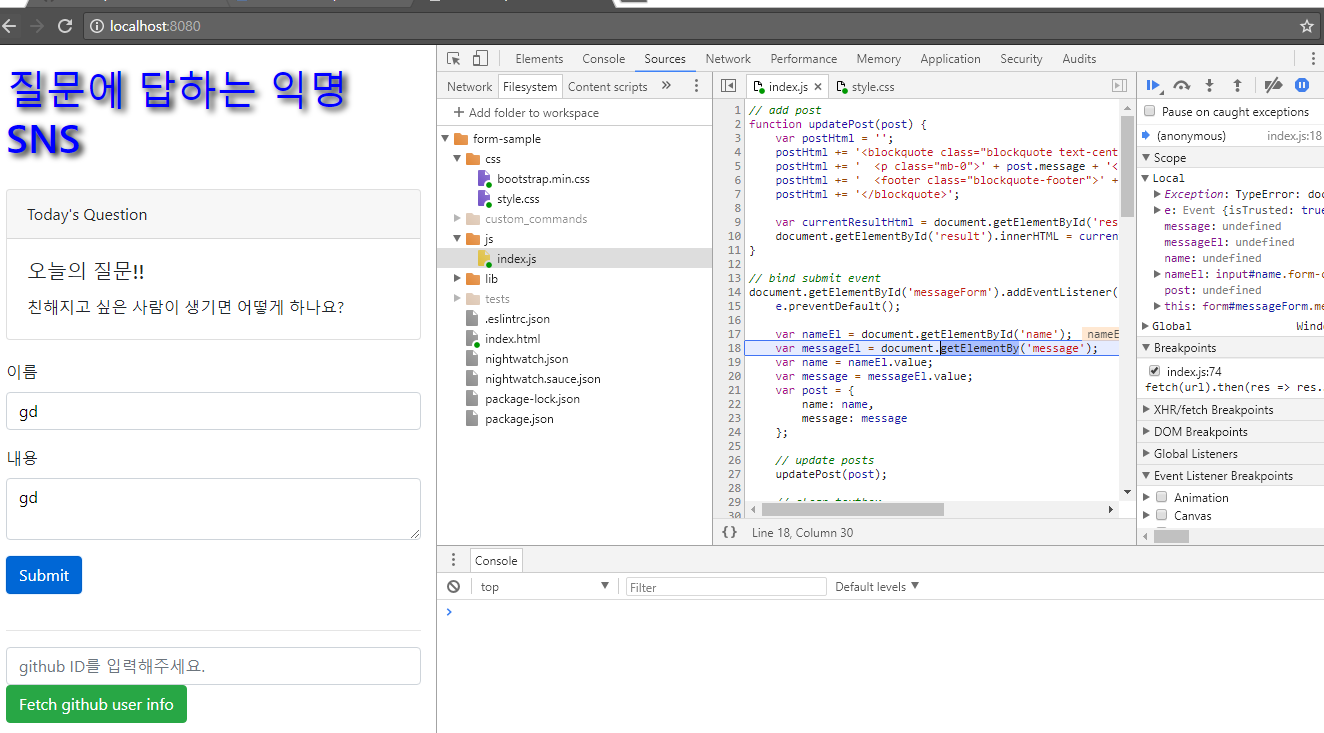 localhost:8080
질문에 답하는 익명
SNS
Today's Question
오늘의 질문!!
친해지고 싶은 사람이 생기면 어떻게 하나요?
이름
gd
내용
gd
Submit
github ID를 입력해주세요.
Fetch github user info
Elements Console Sources Network Performance Memory Application Security Audits
Network Filesystem Content scripts »
+ Add folder to workspace
form-sample
css
bootstrap.min.css
style.css
custom_commands
js
index.js
lib
tests
.eslintrc.json
index.html
nightwatch.json
nightwatch.sauce.json
package-lock.json
package.json
index.js × style.css
1 // add post
2 function updatePost(post) {
3 var postHtml = '';
4 postHtml += '<blockquote class="blockquote text-cent
5 postHtml += ' <p class="mb-0">' + post.message + '<
6 postHtml += ' <footer class="blockquote-footer">' +
7 postHtml += '</blockquote>';
8
9 var currentResultHtml = document.getElementById('res
10 document.getElementById('result').innerHTML = curren
11 }
12
13 // bind submit event
14 document.getElementById('messageForm').addEventListener(
15 e.preventDefault();
16
17 var nameEl = document.getElementById('name'); nameE
18 var messageEl = document.getElementBy('message');
19 var name = nameEl.value;
20 var message = messageEl.value;
21 var post = {
22 name: name,
23 message: message
24 };
25
26 // update posts
27 updatePost(post);
28
29
30
{} Line 18, Column 30
Pause on caught exceptions
(anonymous) index.js:18
Scope
Local
Exception: TypeError: doc
e: Event {isTrusted: true
message: undefined
messageEl: undefined
name: undefined
nameEl: input#name.form-c
post: undefined
this: form#messageForm.me
Global Windo
Breakpoints
index.js:74
fetch(url).then(res => res.
XHR/fetch Breakpoints
DOM Breakpoints
Global Listeners
Event Listener Breakpoints
Animation
Canvas
Console
top Filter Default levels